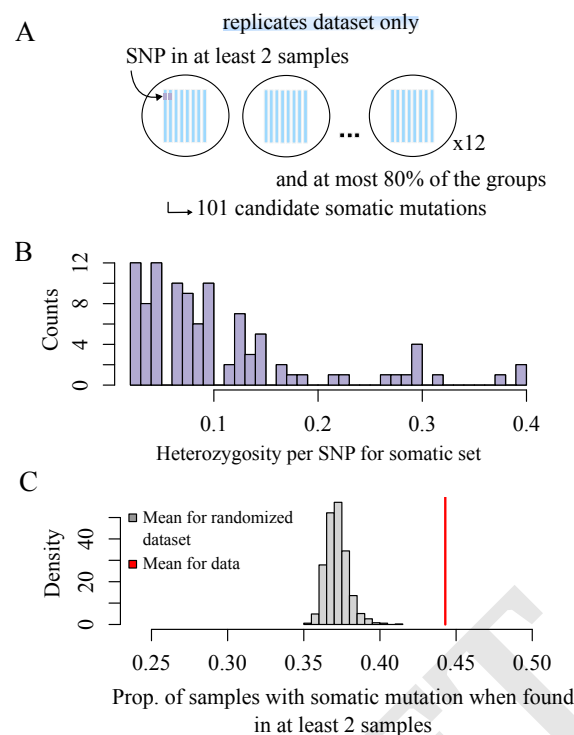 A
replicates dataset only
SNP in at least 2 samples
...
x12
and at most 80% of the groups
101 candidate somatic mutations
B
Counts
12
8
4
0
0.1 0.2 0.3 0.4
Heterozygosity per SNP for somatic set
C
Density
40
20
0
Mean for randomized
dataset
Mean for data
0.25 0.30 0.35 0.40 0.45 0.50
Prop. of samples with somatic mutation when found
in at least 2 samples